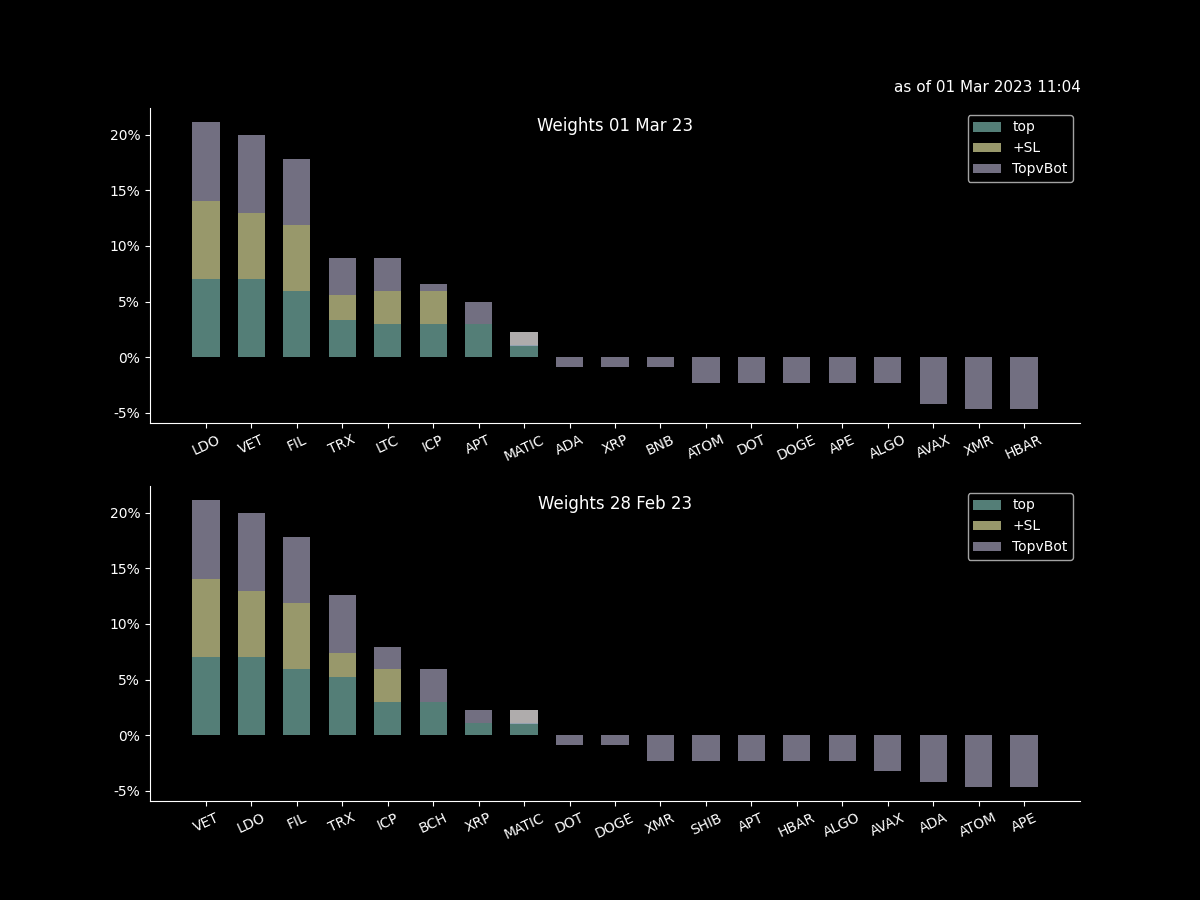 as of 01 Mar 2023 11:04
Weights 01 Mar 23
top
+SL
TopvBot
20%
15%
10%
5%
0%
-5%
LDO VET FIL TRX LTC ICP APT MATIC ADA XRP BNB ATOM DOT DOGE APE ALGO AVAX XMR HBAR
Weights 28 Feb 23
top
+SL
TopvBot
20%
15%
10%
5%
0%
-5%
VET LDO FIL TRX ICP BCH XRP MATIC DOT DOGE XMR SHIB APT HBAR ALGO AVAX ADA ATOM APE